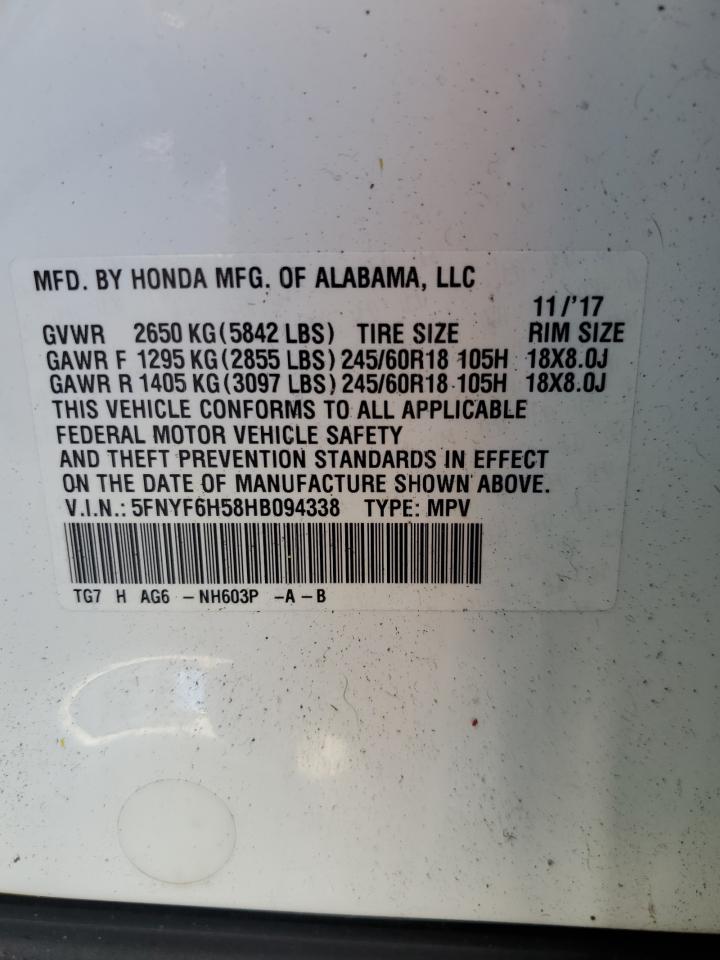 MFD. BY HONDA MFG. OF ALABAMA, LLC
11/'17
GVWR 2650 KG(5842 LBS) TIRE SIZE RIM SIZE
GAWR F 1295 KG(2855 LBS) 245/60R18 105H 18X8.0J
GAWR R 1405 KG(3097 LBS) 245/60R18 105H 18X8.0J
THIS VEHICLE CONFORMS TO ALL APPLICABLE
FEDERAL MOTOR VEHICLE SAFETY
AND THEFT PREVENTION STANDARDS IN EFFECT
ON THE DATE OF MANUFACTURE SHOWN ABOVE.
V.I.N.: 5FNYF6H58HB094338 TYPE: MPV
TG7 H AG6 -NH603P -A-B